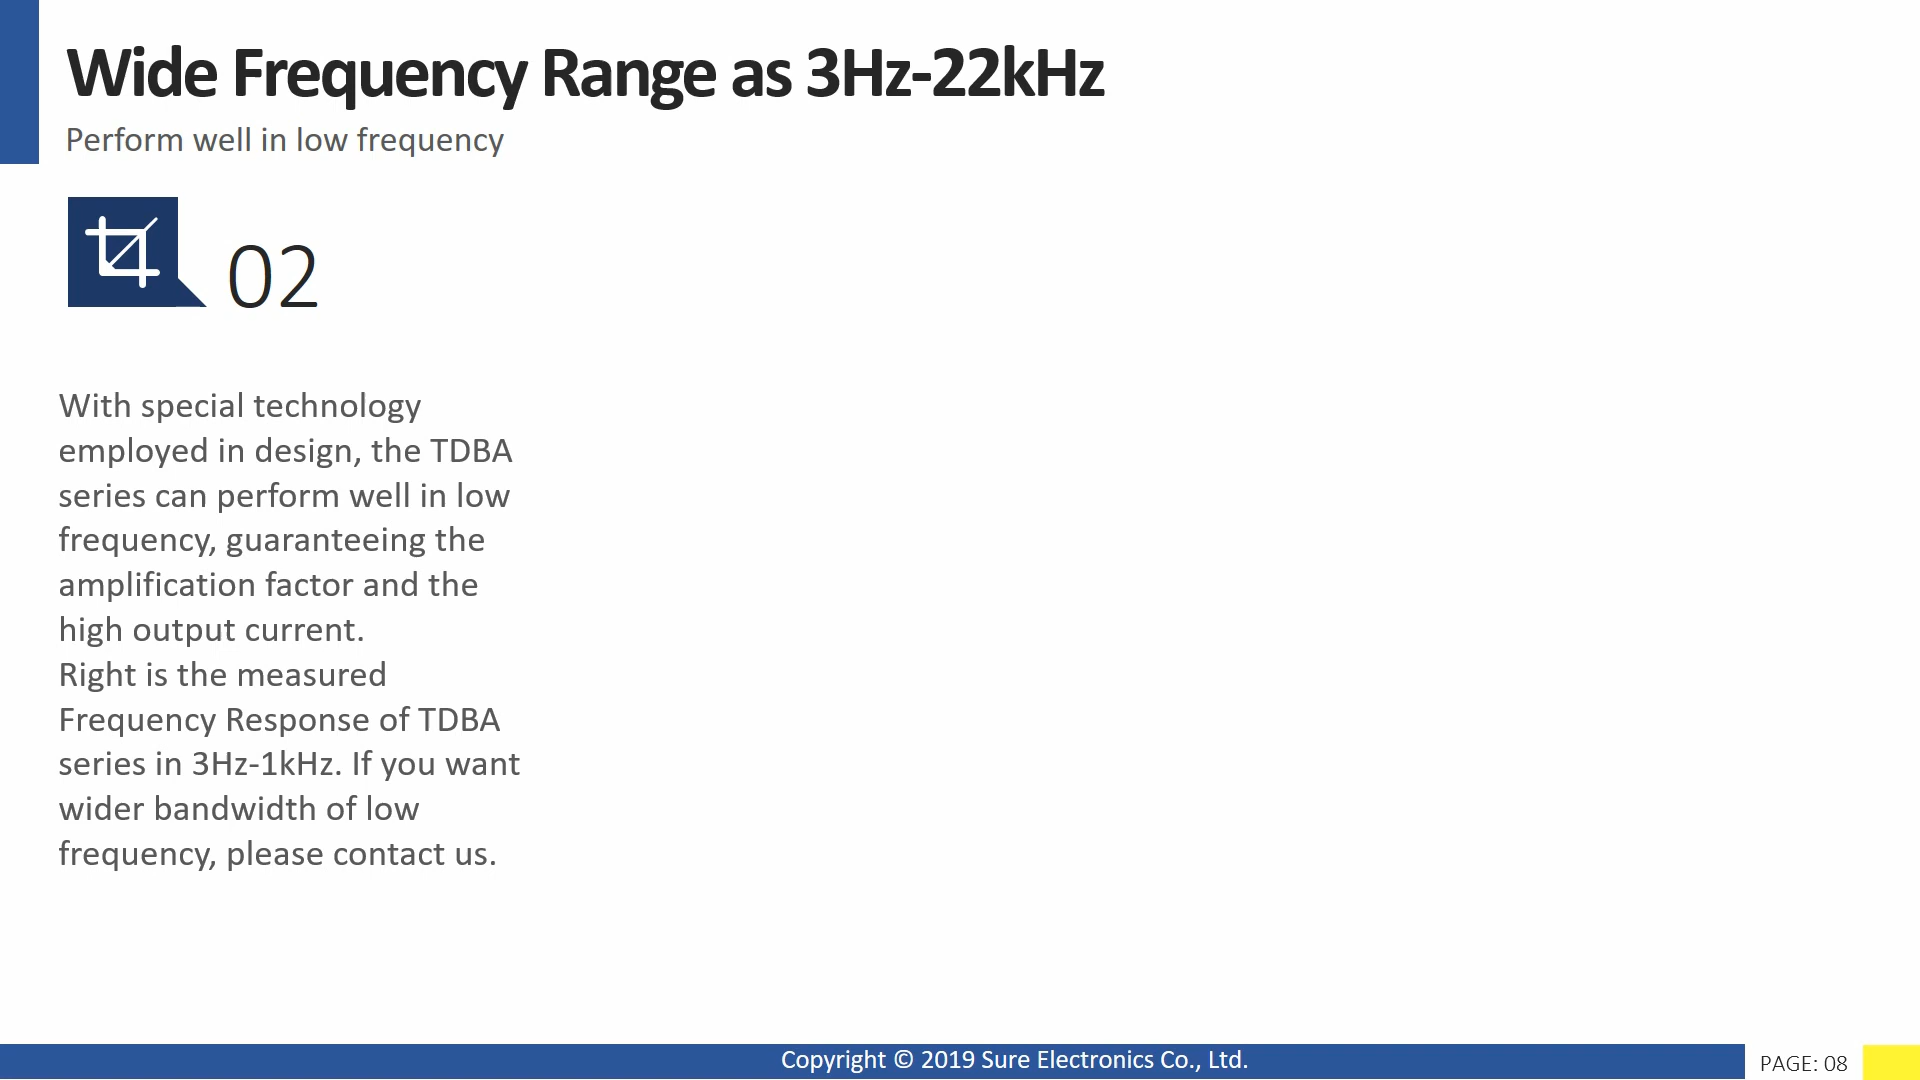 Wide Frequency Range as 3Hz-22kHz
Perform well in low frequency
02
With special technology
employed in design, the TDBA
series can perform well in low
frequency, guaranteeing the
amplification factor and the
high output current.
Right is the measured
Frequency Response of TDBA
series in 3Hz-1kHz. If you want
wider bandwidth of low
frequency, please contact us.
Copyright © 2019 Sure Electronics Co., Ltd.
PAGE: 08